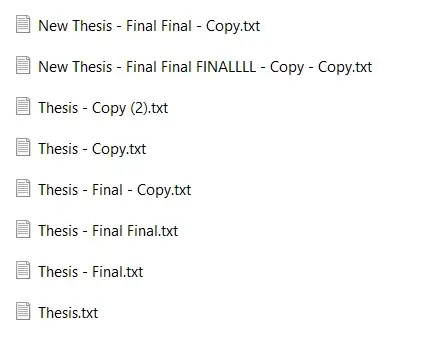 New Thesis - Final Final - Copy.txt
New Thesis - Final Final FINALLLL - Copy - Copy.txt
Thesis - Copy (2).txt
Thesis - Copy.txt
Thesis - Final - Copy.txt
Thesis - Final Final.txt
Thesis - Final.txt
Thesis.txt